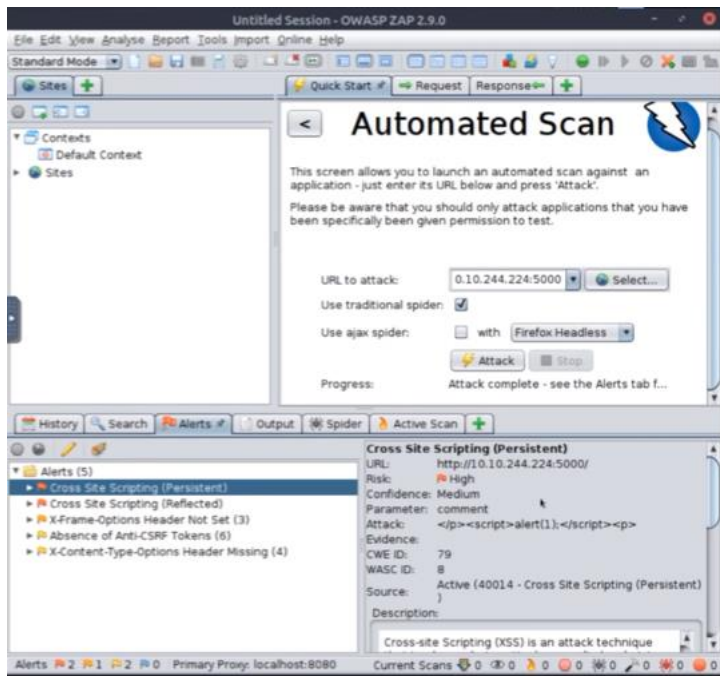 Untitled Session - OWASP ZAP 2.9.0
File Edit View Analyse Report Tools Import Online Help
Standard Mode
Sites
Quick Start Request Response
Contexts
Default Context
Sites
<
Automated Scan
This screen allows you to launch an automated scan against an
application - just enter its URL below and press 'Attack'.
Please be aware that you should only attack applications that you have
been specifically been given permission to test.
URL to attack: 0.10.244.224:5000 Select...
Use traditional spider:
Use ajax spider: with Firefox Headless
Attack Stop
Progress: Attack complete - see the Alerts tab f...
History Search Alerts Output Spider Active Scan
Alerts (5)
Cross Site Scripting (Persistent)
Cross Site Scripting (Reflected)
X-Frame-Options Header Not Set (3)
Absence of Anti-CSRF Tokens (6)
X-Content-Type-Options Header Missing (4)
Cross Site Scripting (Persistent)
URL: http://10.10.244.224:5000/
Risk: High
Confidence: Medium
Parameter: comment
Attack: </p><script>alert(1);</script><p>
Evidence:
CWE ID: 79
WASC ID: 8
Source: Active (40014 - Cross Site Scripting (Persistent)
)
Description:
Cross-site Scripting (XSS) is an attack technique
Alerts 2 1 2 0 Primary Proxy: localhost:8080 Current Scans 0 0 0 0 0 0 0 0